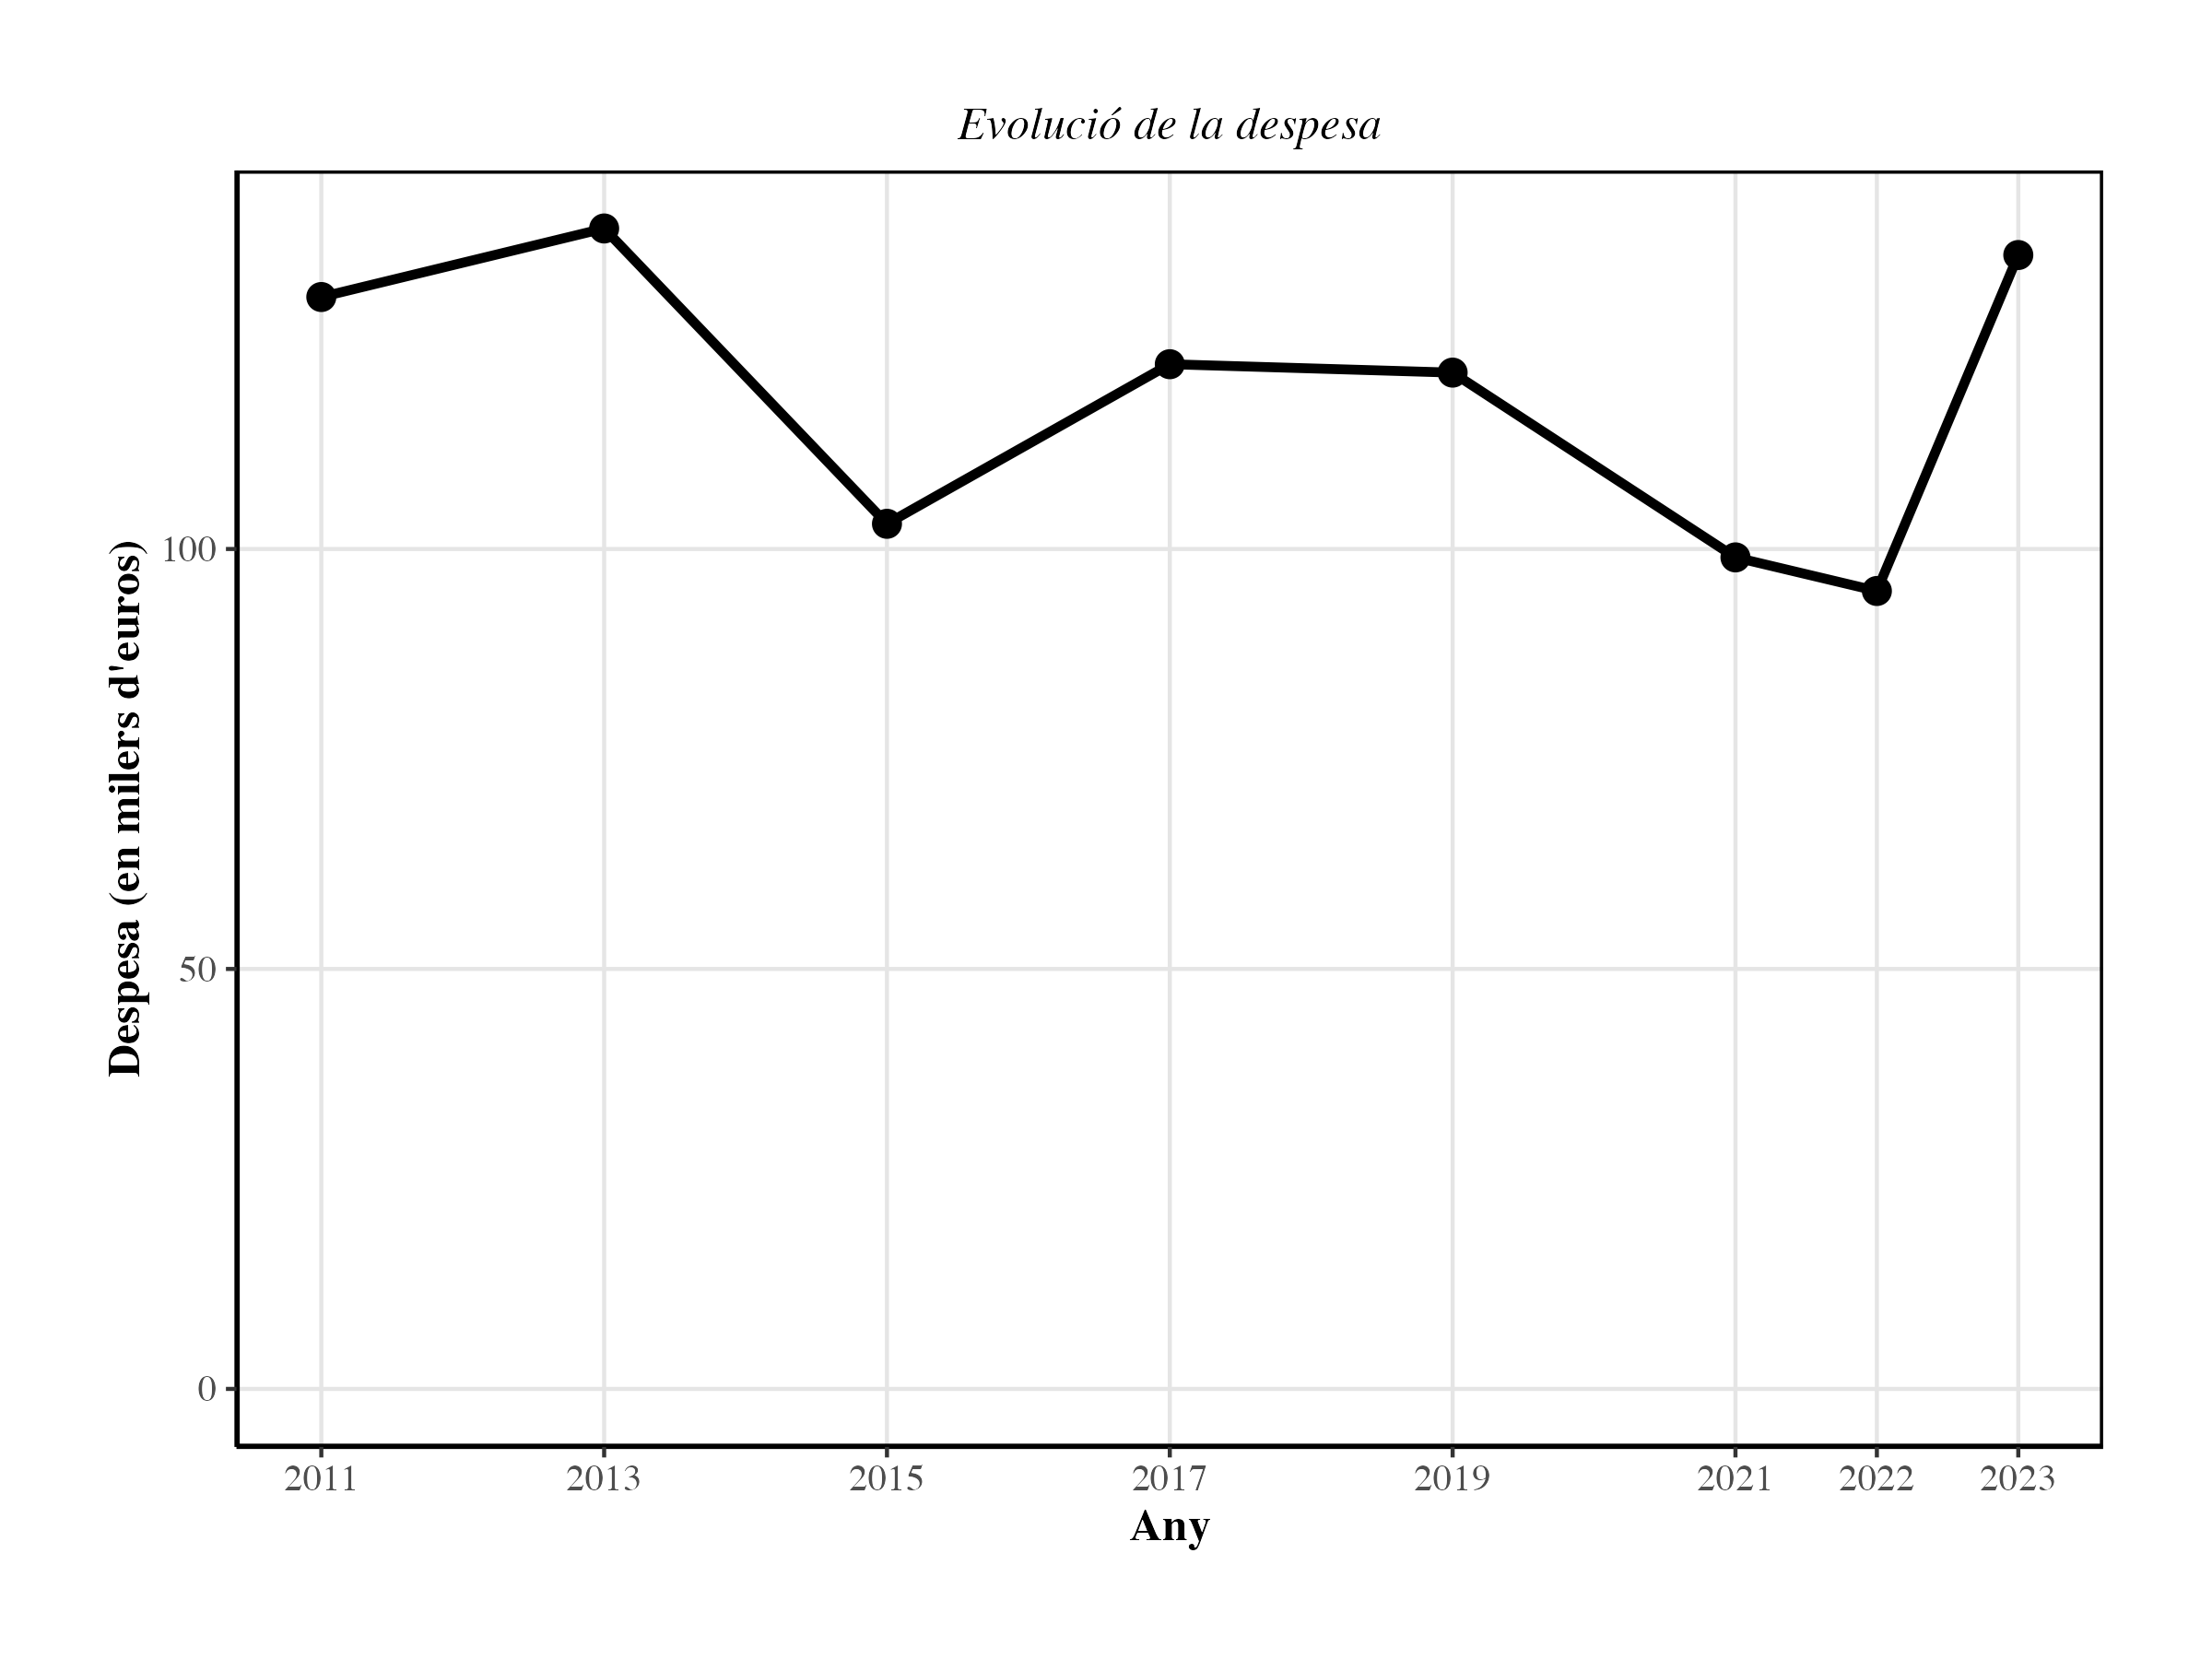 Evolució de la despesa
Despesa (en milers d'euros)
100
50
0
2011 2013 2015 2017 2019 2021 2022 2023
Any